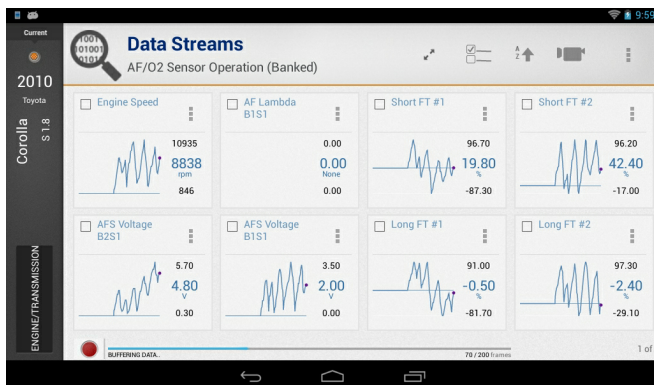 9:59
Current
2010
Toyota
Corolla
S 1.8
ENGINE/TRANSMISSION
Data Streams
AF/O2 Sensor Operation (Banked)
Engine Speed
10935
8838
rpm
846
AF Lambda
B1S1
0.00
0.00
None
0.00
Short FT #1
96.70
19.80
%
-87.30
Short FT #2
96.20
42.40
%
-17.00
AFS Voltage
B2S1
5.70
4.80
V
0.30
AFS Voltage
B1S1
3.50
2.00
V
0.00
Long FT #1
91.00
-0.50
%
-81.70
Long FT #2
97.30
-2.40
%
-29.10
BUFFERING DATA..
70 / 200 frames
1 of